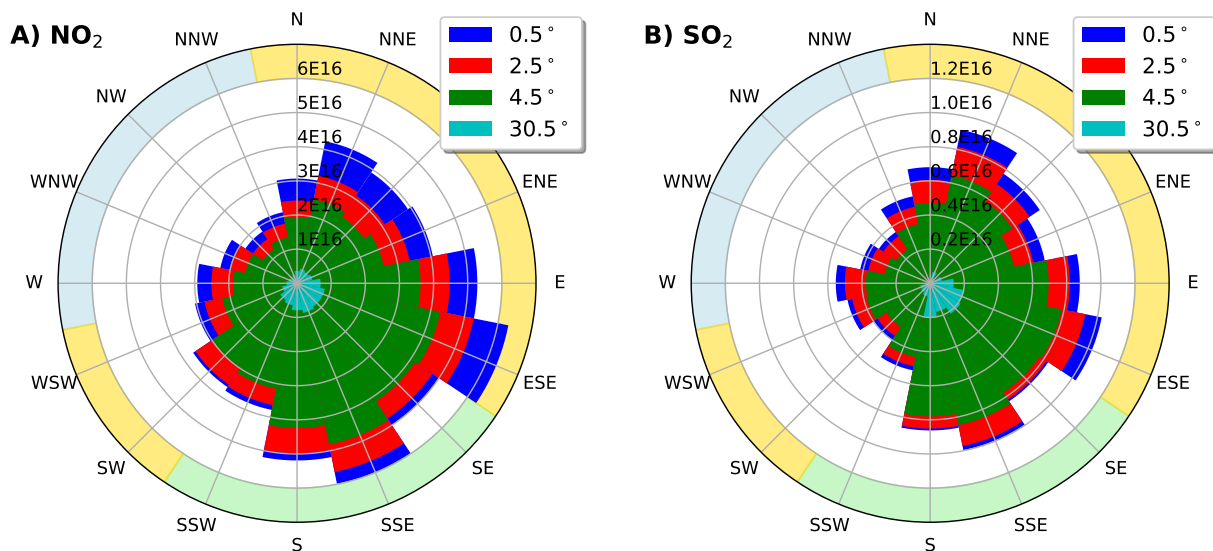 A) NO₂
N
NNW
NNE
NW
WNW
ENE
W
E
WSW
ESE
SW
SE
SSW
SSE
S
6E16
5E16
4E16
3E16
2E16
1E16
0.5°
2.5°
4.5°
30.5°
B) SO₂
N
NNW
NNE
NW
WNW
ENE
W
E
WSW
ESE
SW
SE
SSW
SSE
S
1.2E16
1.0E16
0.8E16
0.6E16
0.4E16
0.2E16
0.5°
2.5°
4.5°
30.5°